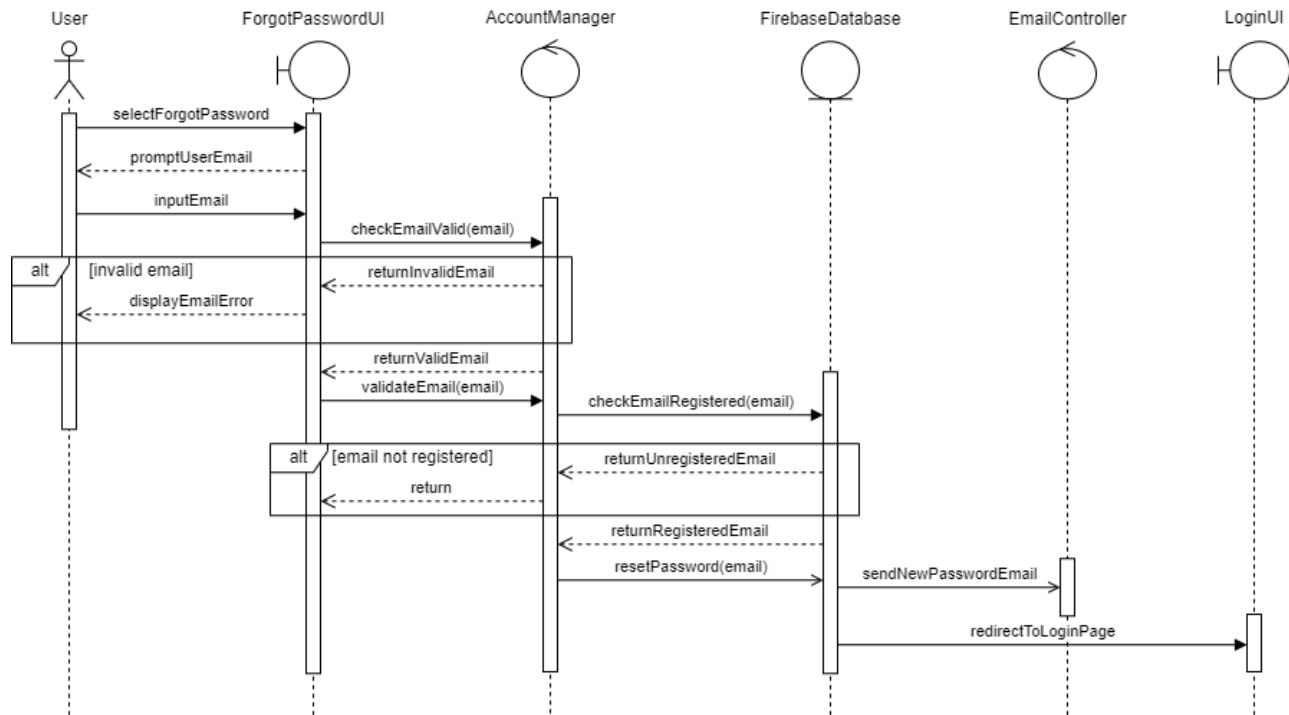 User
ForgotPasswordUI
AccountManager
FirebaseDatabase
EmailController
LoginUI
selectForgotPassword
promptUserEmail
inputEmail
checkEmailValid(email)
alt
[invalid email]
returnInvalidEmail
displayEmailError
returnValidEmail
validateEmail(email)
checkEmailRegistered(email)
alt
[email not registered]
returnUnregisteredEmail
return
returnRegisteredEmail
resetPassword(email)
sendNewPasswordEmail
redirectToLoginPage